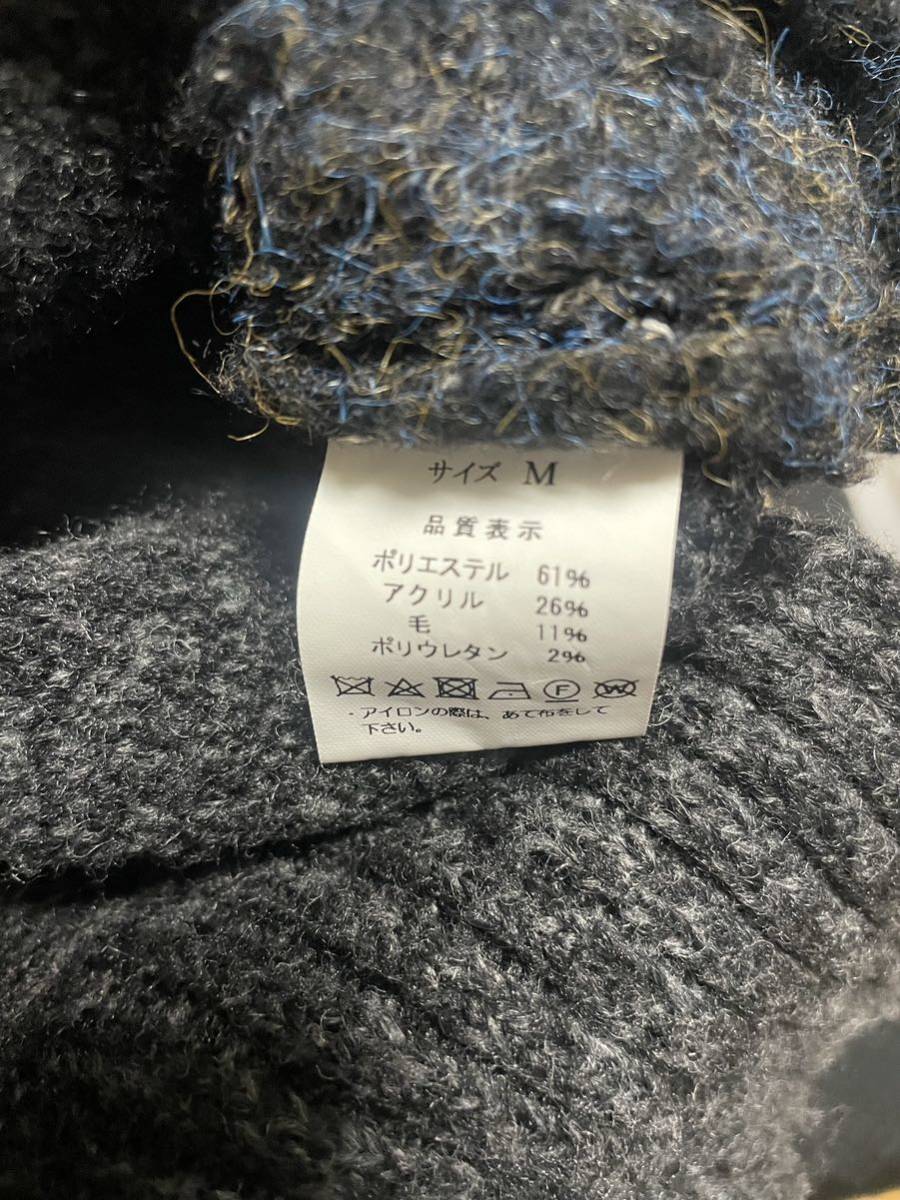 サイズ M
品質表示
ポリエステル 61%
アクリル 26%
毛 11%
ポリウレタン 2%
F W
・アイロンの際は、あて布をして
下さい。